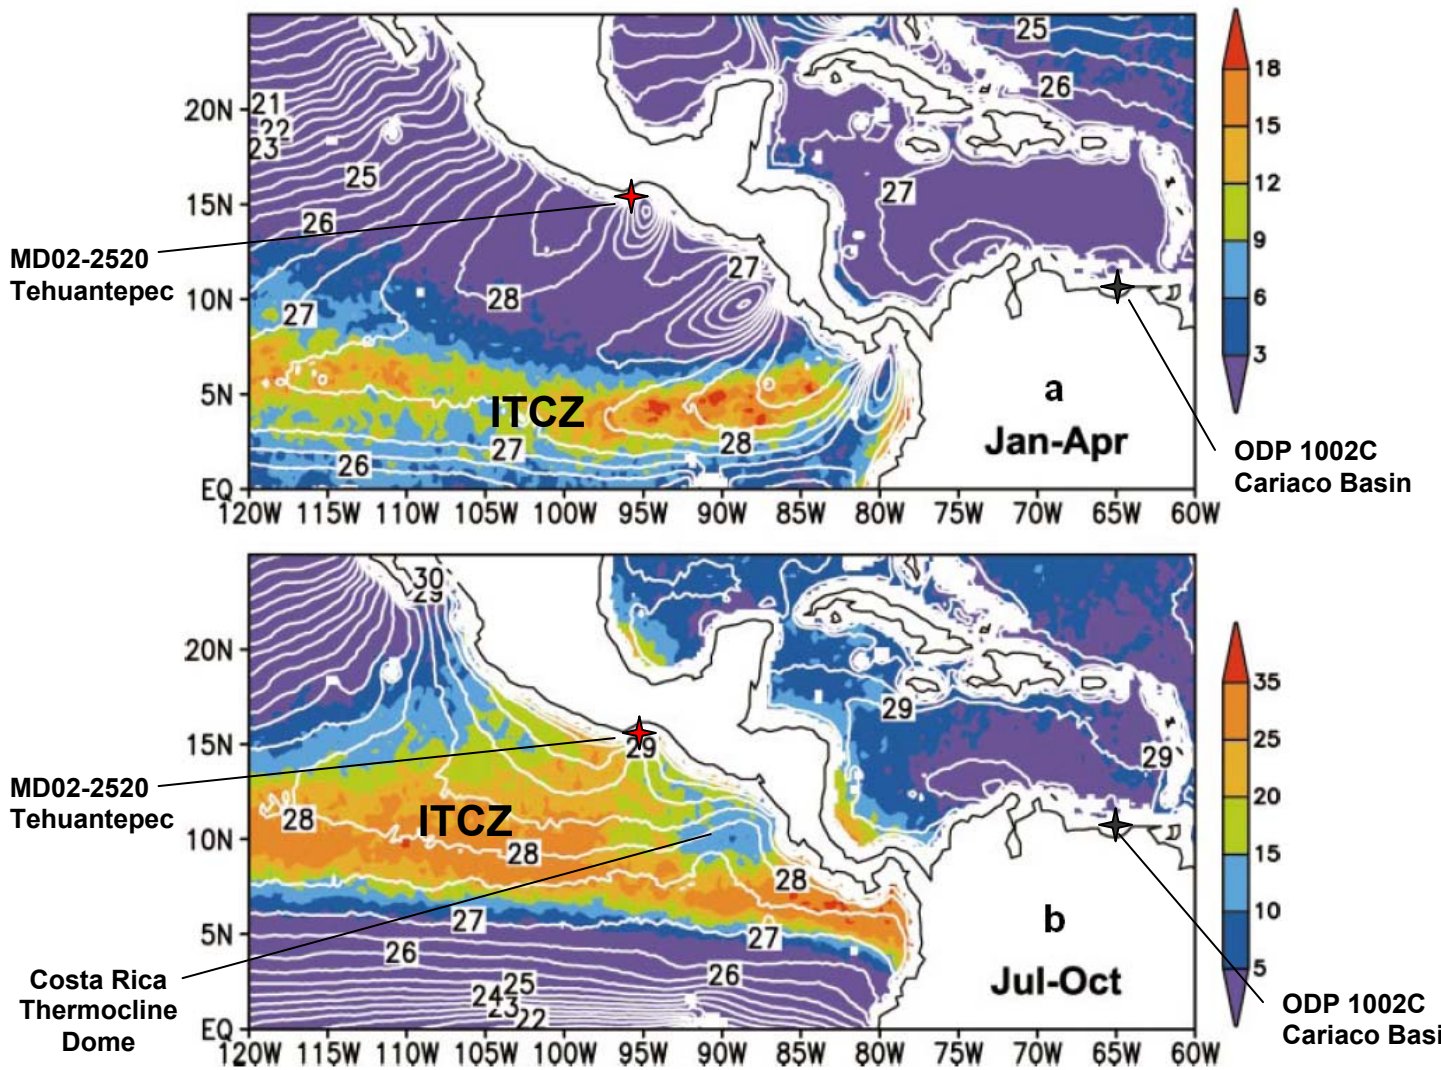 25
18
26
20N
21
22
23
15
12
25
27
15N
9
26
MD02-2520
Tehuantepec
27
6
10N
28
27
3
5N
ITCZ
a
28
27
Jan-Apr
26
ODP 1002C
Cariaco Basin
EQ
120W 115W 110W 105W 100W 95W 90W 85W 80W 75W 70W 65W 60W
30
29
20N
35
29
25
15N
29
29
MD02-2520
Tehuantepec
20
28
ITCZ
10N
28
15
28
b
10
27
27
5N
26
26
Jul-Oct
5
Costa Rica
Thermocline
Dome
25
24
23
22
ODP 1002C
Cariaco Basi
EQ
120W 115W 110W 105W 100W 95W 90W 85W 80W 75W 70W 65W 60W